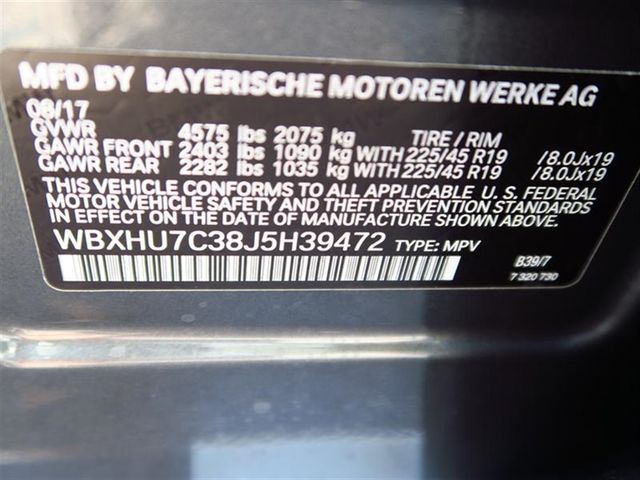 MFD BY BAYERISCHE MOTOREN WERKE AG
08/17
GVWR 4575 lbs 2075 kg TIRE / RIM
GAWR FRONT 2403 lbs 1090 kg WITH 225/45 R19 /8.0Jx19
GAWR REAR 2282 lbs 1035 kg WITH 225/45 R19 /8.0Jx19
THIS VEHICLE CONFORMS TO ALL APPLICABLE U.S. FEDERAL
MOTOR VEHICLE SAFETY AND THEFT PREVENTION STANDARDS
IN EFFECT ON THE DATE OF MANUFACTURE SHOWN ABOVE.
WBXHU7C38J5H39472 TYPE: MPV
B39/7
7 320 730